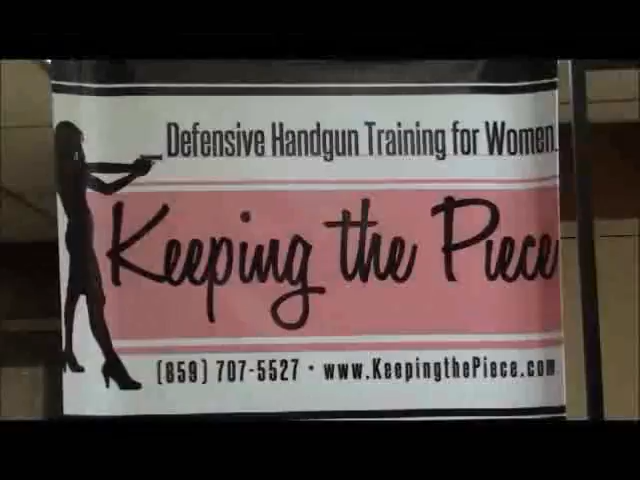 Defensive Handgun Training for Women.
Keeping the Piece
(859) 707-5527 • www.KeepingthePiece.com